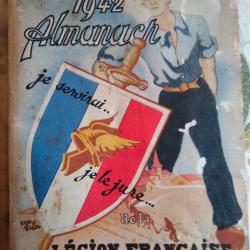 1942
Almanach
je servirai..
je le jure...
de la
LÉGION FRANÇAISE